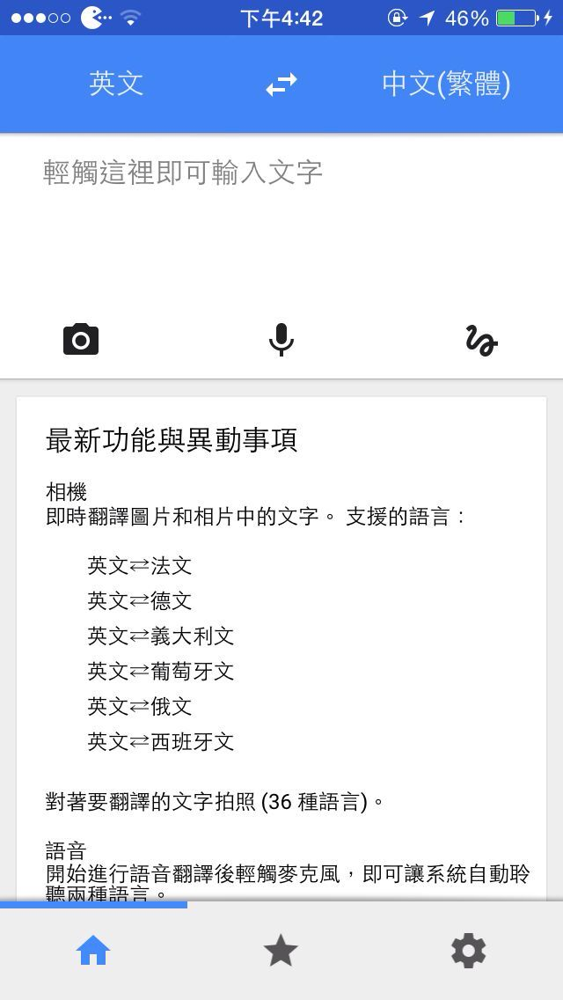 下午4:42
46%
英文
中文(繁體)
輕觸這裡即可輸入文字
最新功能與異動事項
相機
即時翻譯圖片和相片中的文字。 支援的語言：
英文⇄法文
英文⇄德文
英文⇄義大利文
英文⇄葡萄牙文
英文⇄俄文
英文⇄西班牙文
對著要翻譯的文字拍照 (36 種語言)。
語音
開始進行語音翻譯後輕觸麥克風，即可讓系統自動聆
聽兩種語言。